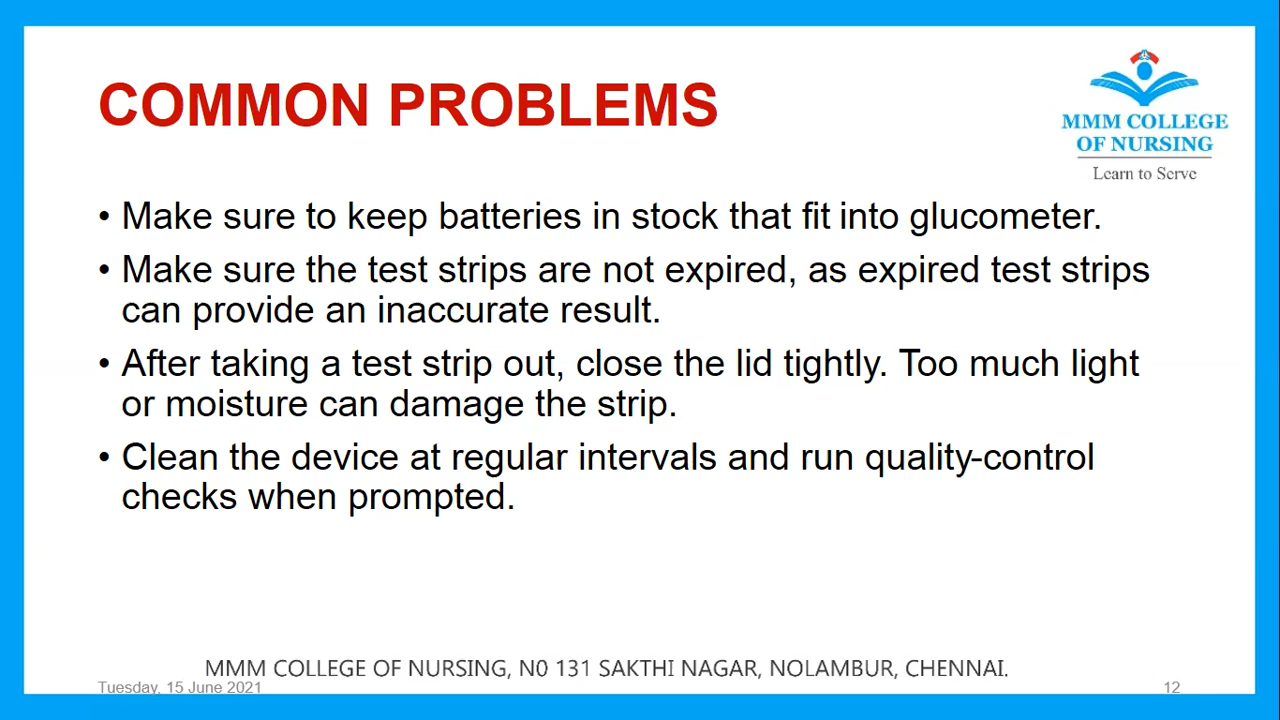 COMMON PROBLEMS
MMM COLLEGE
OF NURSING
Learn to Serve
• Make sure to keep batteries in stock that fit into glucometer.
• Make sure the test strips are not expired, as expired test strips
can provide an inaccurate result.
• After taking a test strip out, close the lid tightly. Too much light
or moisture can damage the strip.
• Clean the device at regular intervals and run quality-control
checks when prompted.
MMM COLLEGE OF NURSING, N0 131 SAKTHI NAGAR, NOLAMBUR, CHENNAI.
Tuesday, 15 June 2021
12